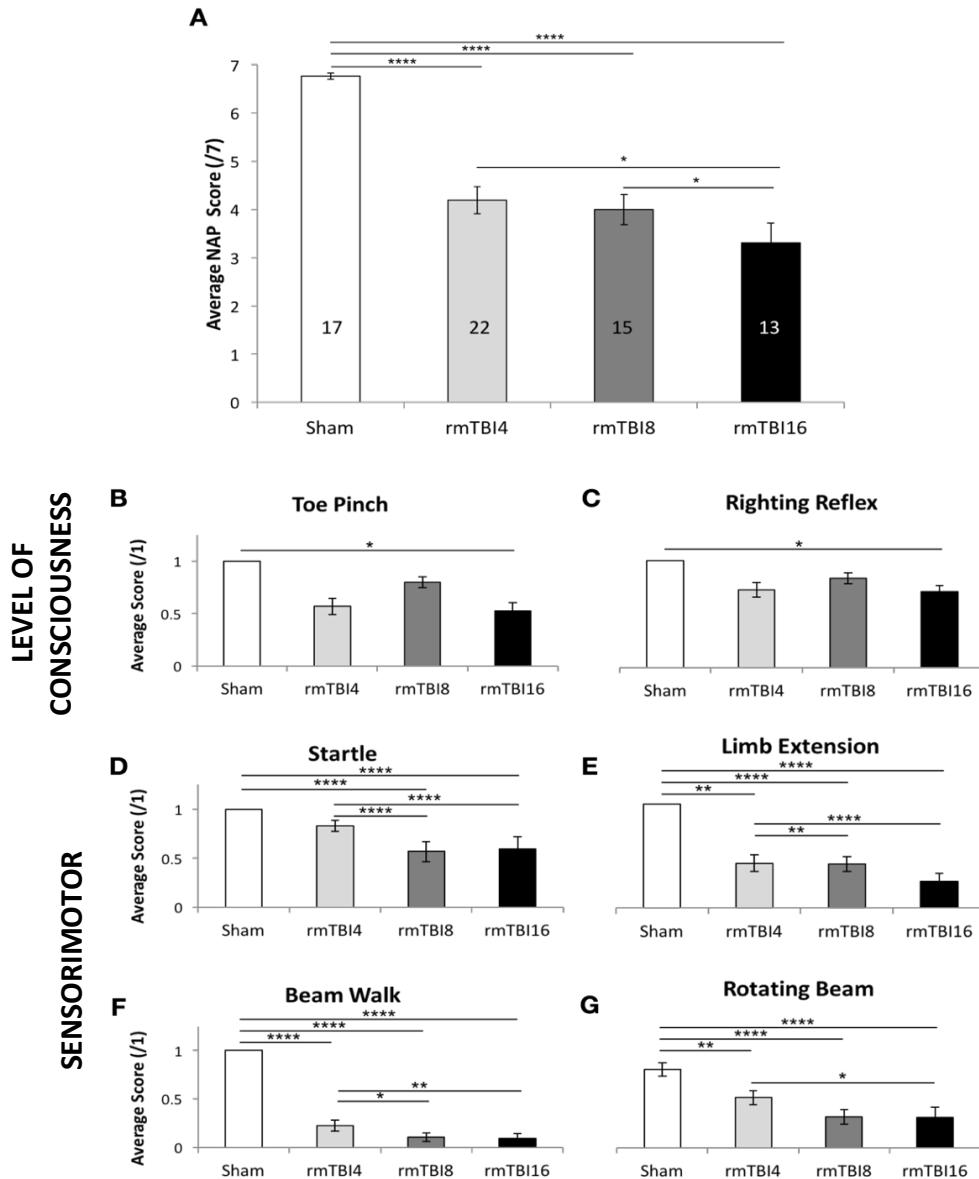 A
****
****
****
*
*
Average NAP Score (/7)
7
6
5
4
3
2
1
0
17
22
15
13
Sham
rmTBI4
rmTBI8
rmTBI16
LEVEL OF
CONSCIOUSNESS
B
Toe Pinch
*
Average Score (/1)
1
0.5
0
Sham
rmTBI4
rmTBI8
rmTBI16
C
Righting Reflex
*
Sham
rmTBI4
rmTBI8
rmTBI16
SENSORIMOTOR
D
Startle
****
****
****
****
Average Score (/1)
1
0.5
0
Sham
rmTBI4
rmTBI8
rmTBI16
E
Limb Extension
****
****
**
****
**
Sham
rmTBI4
rmTBI8
rmTBI16
F
Beam Walk
****
****
****
**
*
Average Score (/1)
1
0.5
0
Sham
rmTBI4
rmTBI8
rmTBI16
G
Rotating Beam
****
****
**
*
Sham
rmTBI4
rmTBI8
rmTBI16